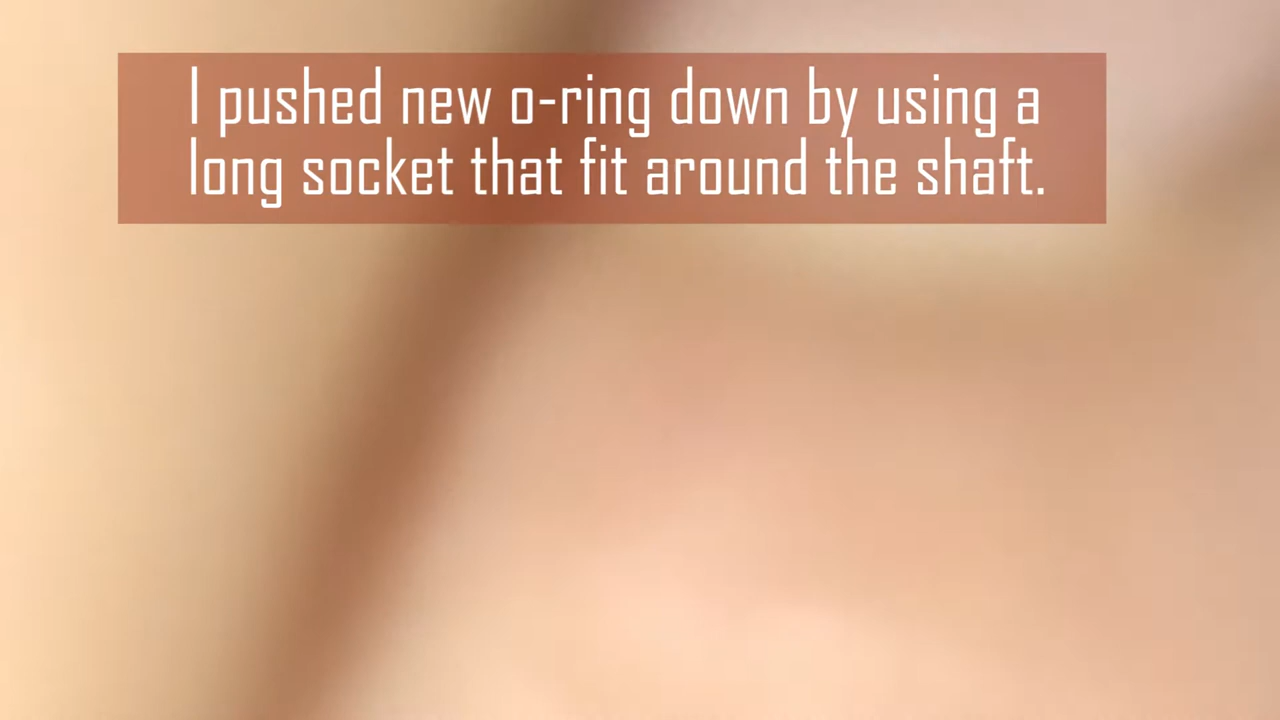 I pushed new o-ring down by using a
long socket that fit around the shaft.